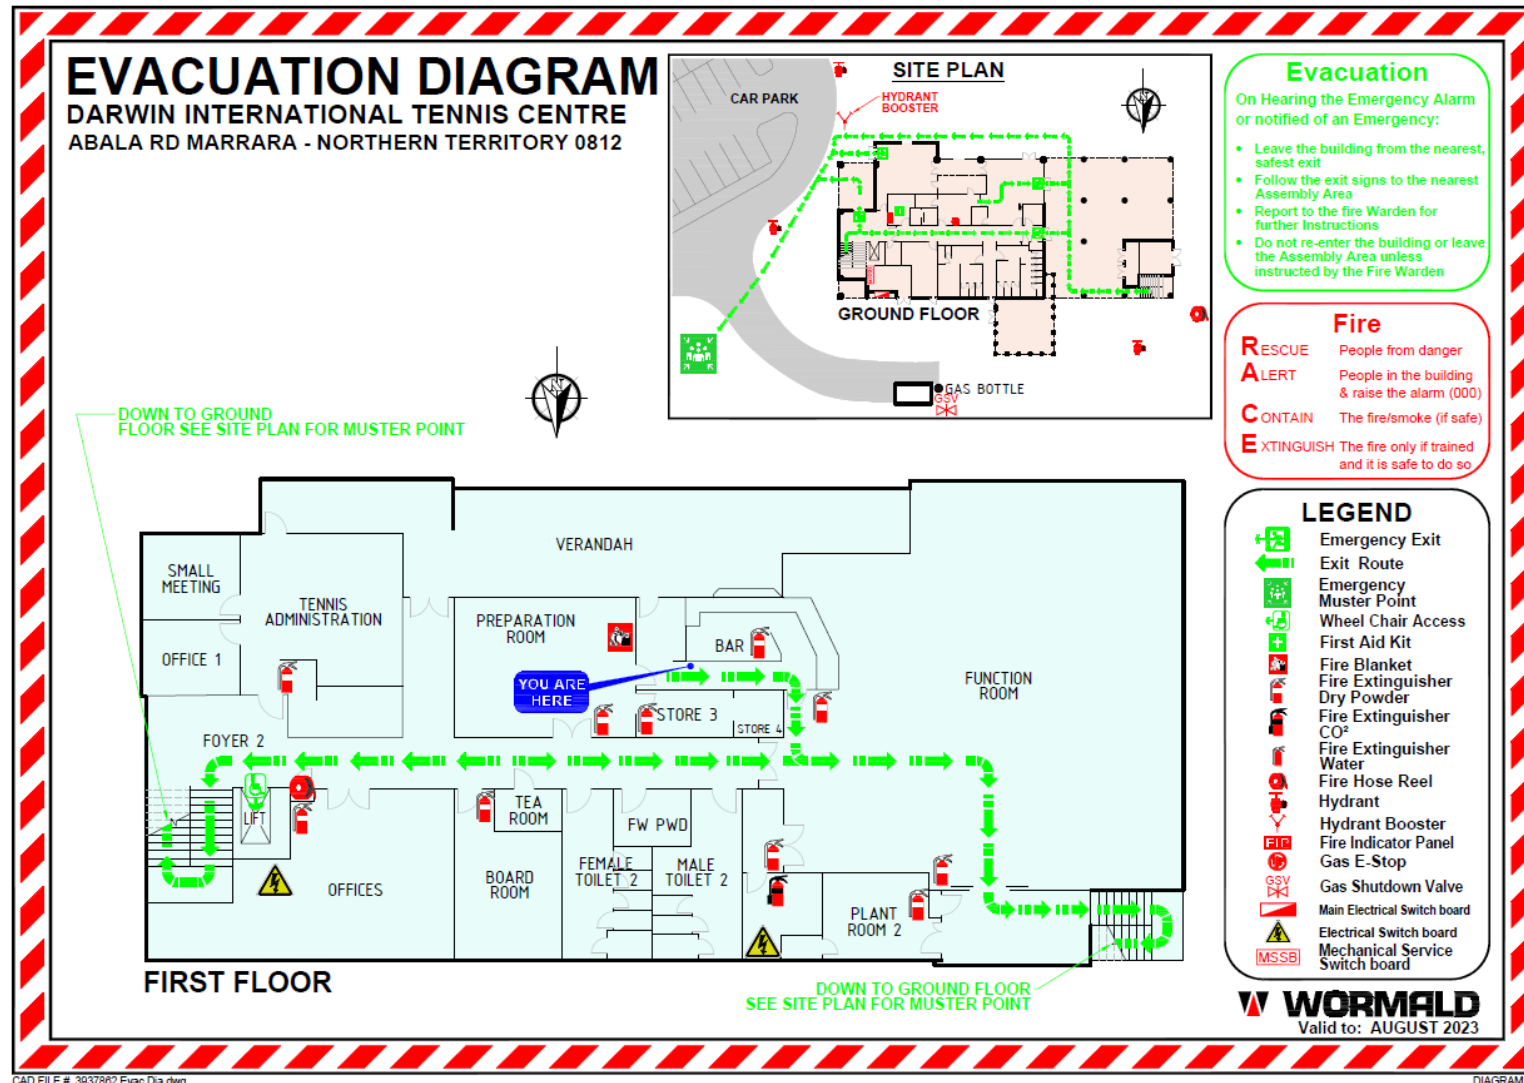 EVACUATION DIAGRAM
DARWIN INTERNATIONAL TENNIS CENTRE
ABALA RD MARRARA - NORTHERN TERRITORY 0812
SITE PLAN
CAR PARK
HYDRANT
BOOSTER
N
GROUND FLOOR
GAS BOTTLE
GSV
Evacuation
On Hearing the Emergency Alarm
or notified of an Emergency:
• Leave the building from the nearest,
safest exit
• Follow the exit signs to the nearest
Assembly Area
• Report to the fire Warden for
further Instructions
• Do not re-enter the building or leave
the Assembly Area unless
instructed by the Fire Warden
Fire
RESCUE People from danger
ALERT People in the building
& raise the alarm (000)
CONTAIN The fire/smoke (if safe)
EXTINGUISH The fire only if trained
and it is safe to do so
LEGEND
Emergency Exit
Exit Route
Emergency
Muster Point
Wheel Chair Access
First Aid Kit
Fire Blanket
Fire Extinguisher
Dry Powder
Fire Extinguisher
CO²
Fire Extinguisher
Water
Fire Hose Reel
Hydrant
Hydrant Booster
FIP Fire Indicator Panel
Gas E-Stop
GSV
Gas Shutdown Valve
Main Electrical Switch board
Electrical Switch board
MSSB Mechanical Service
Switch board
WORMALD
Valid to: AUGUST 2023
N
DOWN TO GROUND
FLOOR SEE SITE PLAN FOR MUSTER POINT
VERANDAH
SMALL
MEETING
TENNIS
ADMINISTRATION
PREPARATION
ROOM
BAR
OFFICE 1
YOU ARE
HERE
FUNCTION
ROOM
STORE 3
STORE 4
FOYER 2
LIFT
TEA
ROOM
FW PWD
OFFICES
BOARD
ROOM
FEMALE
TOILET 2
MALE
TOILET 2
PLANT
ROOM 2
FIRST FLOOR
DOWN TO GROUND FLOOR
SEE SITE PLAN FOR MUSTER POINT
CAD FILE # 3937862 Evac Dia.dwg
DIAGRAM